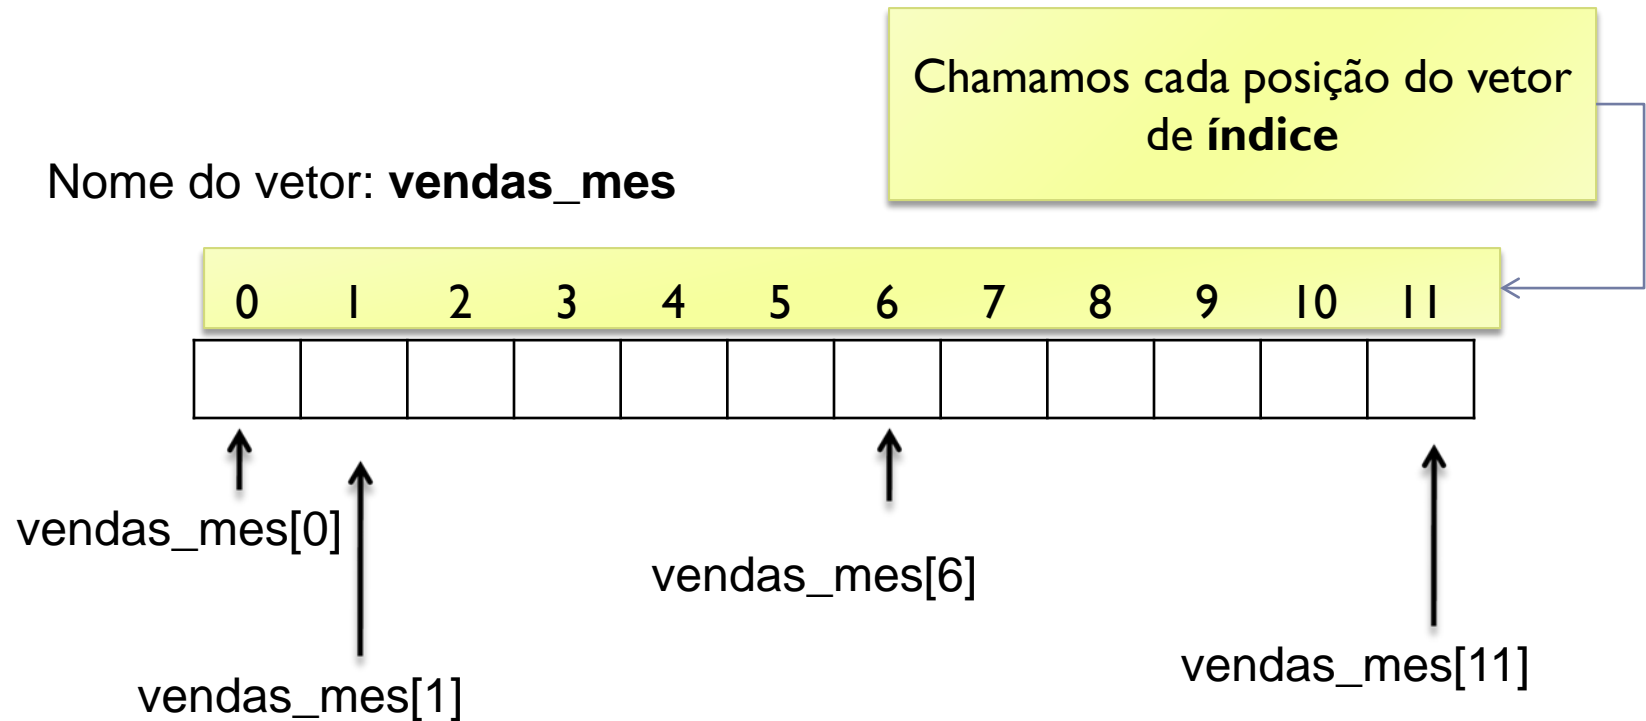 Chamamos cada posição do vetor
de índice
Nome do vetor: vendas_mes
0 1 2 3 4 5 6 7 8 9 10 11
vendas_mes[0]
vendas_mes[6]
vendas_mes[11]
vendas_mes[1]